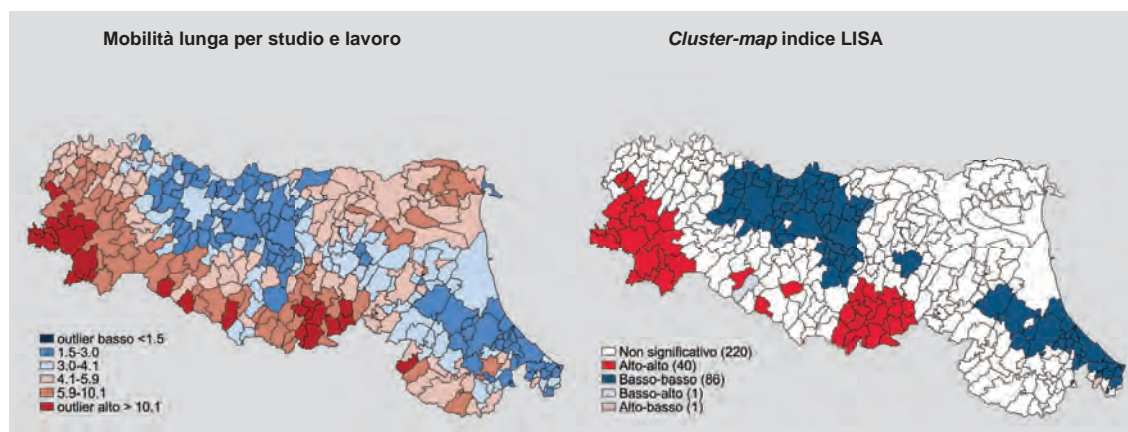 Mobilità lunga per studio e lavoro
Cluster-map indice LISA
outlier basso <1.5
1.5-3.0
3.0-4.1
4.1-5.9
5.9-10.1
outlier alto > 10.1
Non significativo (220)
Alto-alto (40)
Basso-basso (86)
Basso-alto (1)
Alto-basso (1)